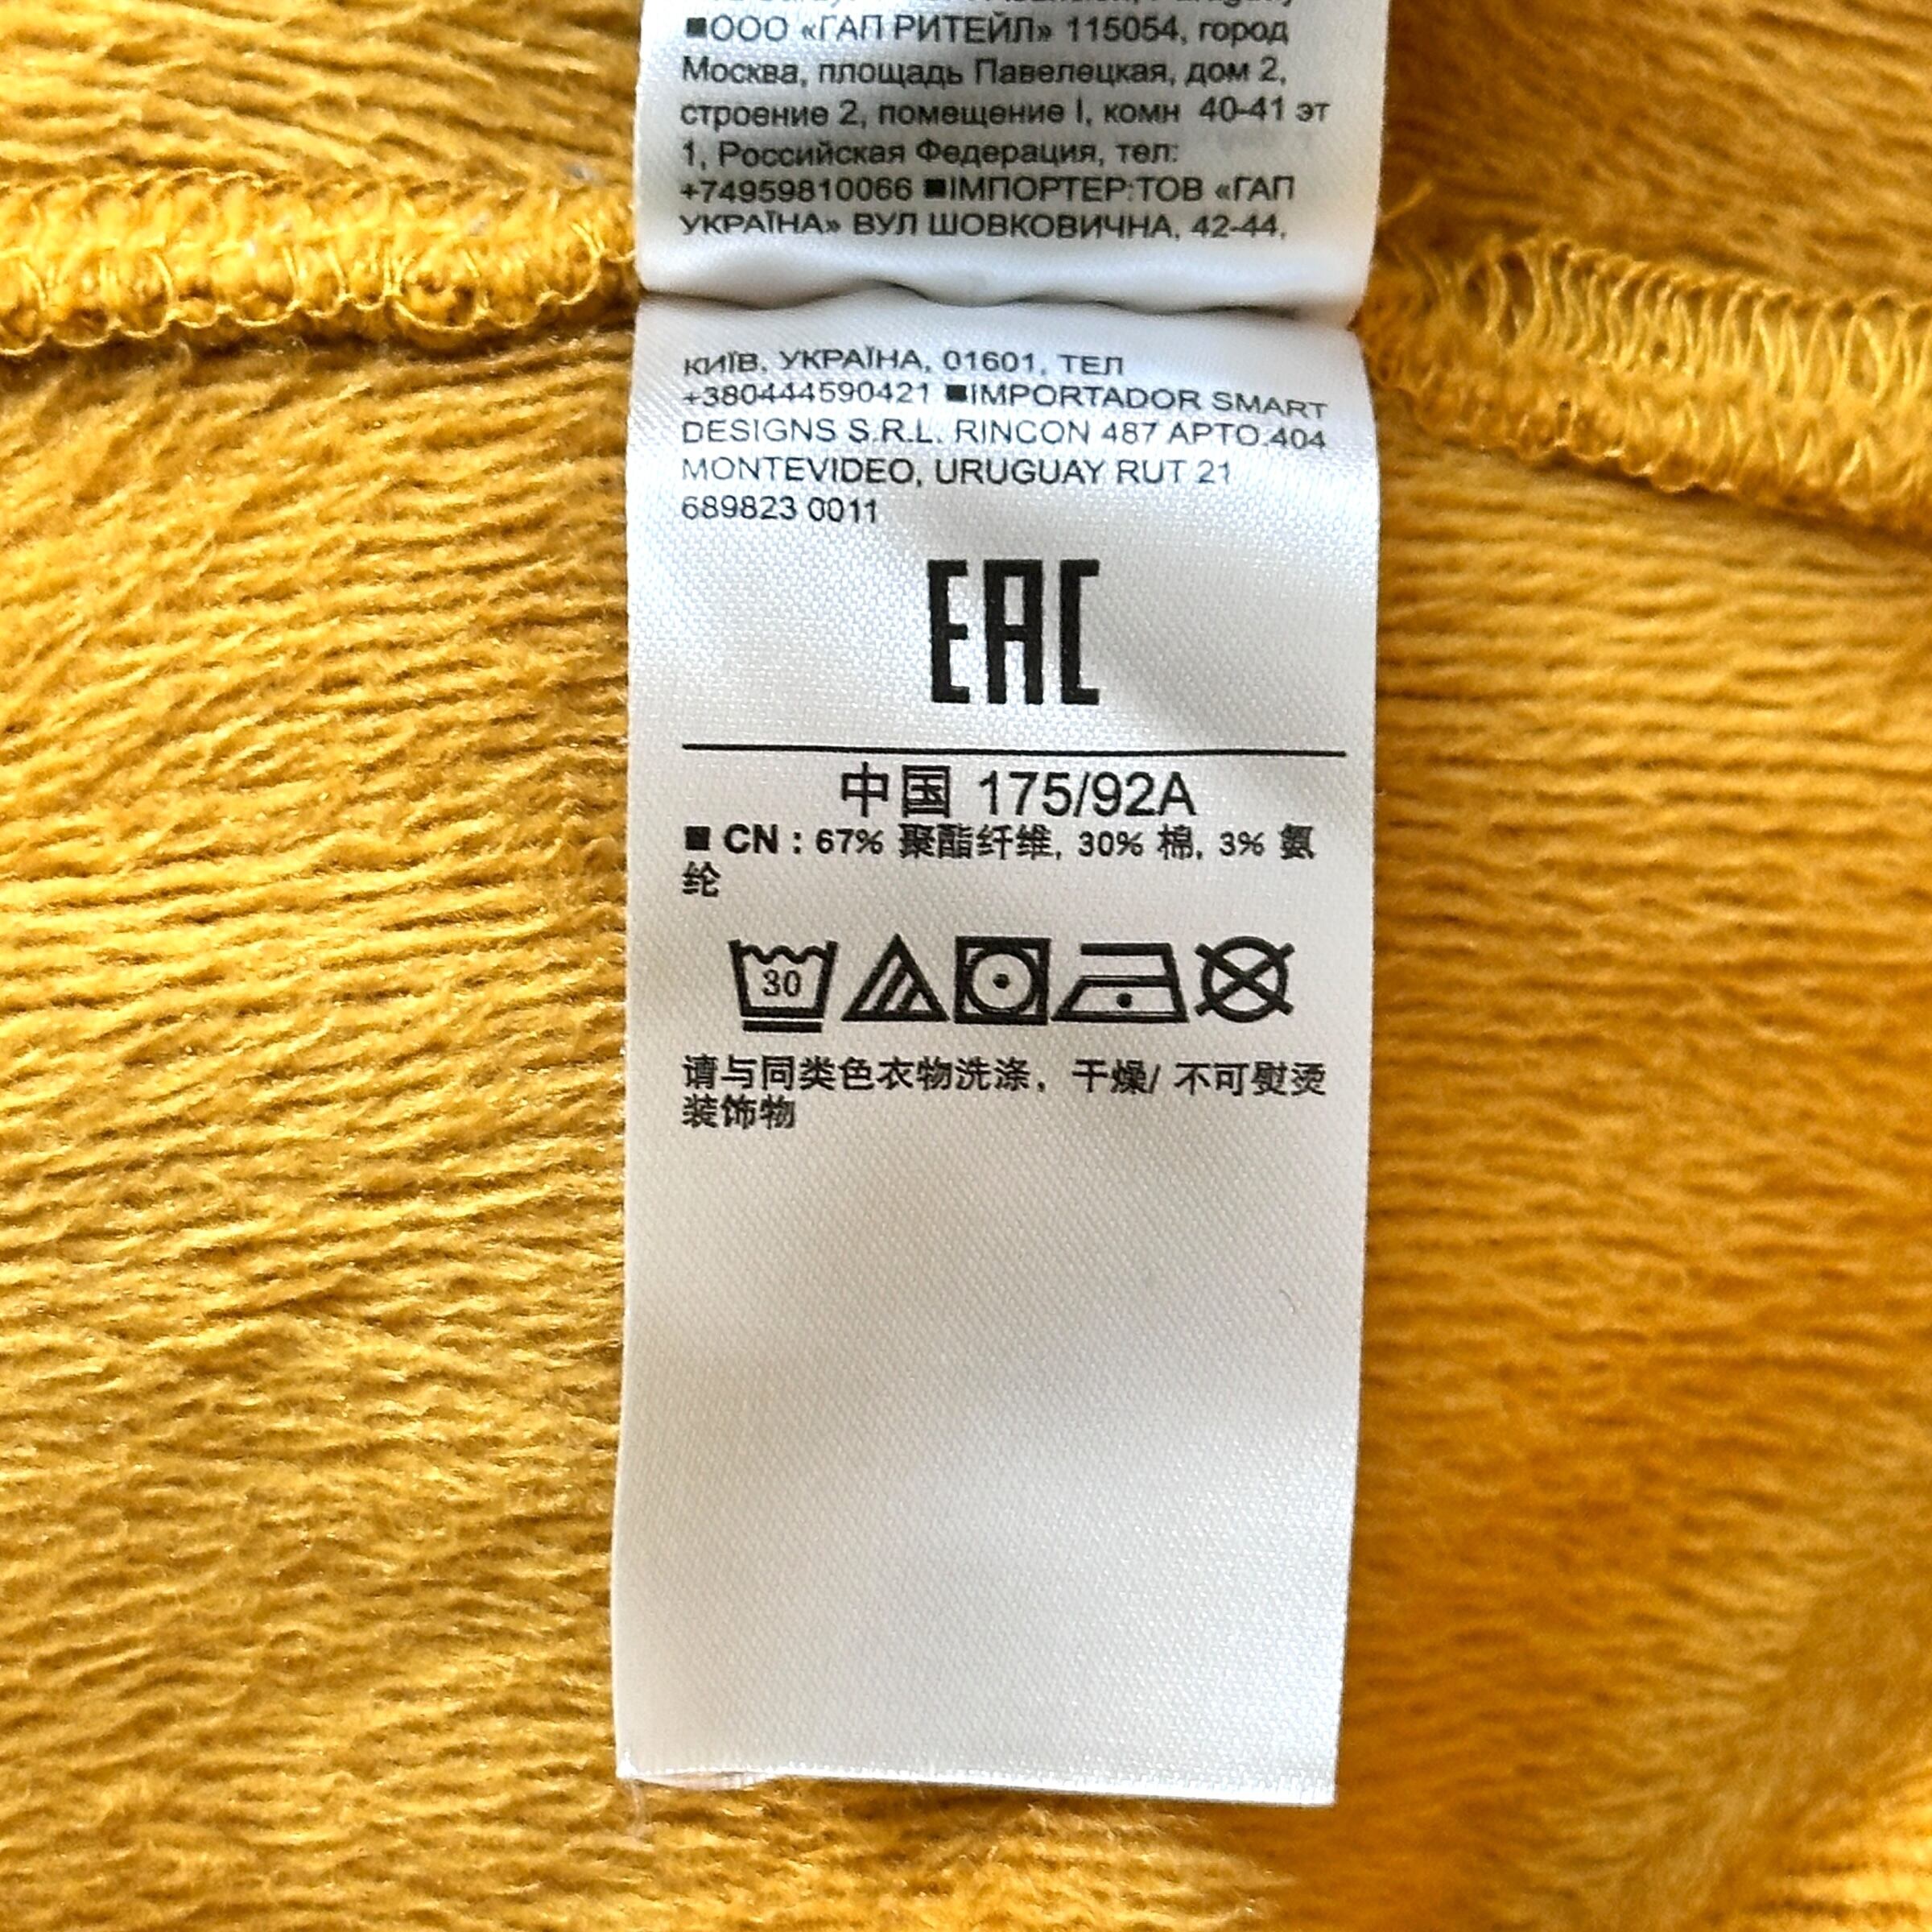 ■ООО «ГАП РИТЕЙЛ» 115054, город
Москва, площадь Павелецкая, дом 2,
строение 2, помещение I, комн 40-41 эт
1, Российская Федерация, тел:
+74959810066 ■ІМПОРТЕР:ТОВ «ГАП
УКРАЇНА» ВУЛ ШОВКОВИЧНА, 42-44,
КИЇВ, УКРАЇНА, 01601, ТЕЛ
+380444590421 ■IMPORTADOR SMART
DESIGNS S.R.L. RINCON 487 APTO.404
MONTEVIDEO, URUGUAY RUT 21
689823 0011
EAC
中国 175/92A
■ CN : 67% 聚酯纤维, 30% 棉, 3% 氨
纶
30
请与同类色衣物洗涤，干燥/ 不可熨烫
装饰物